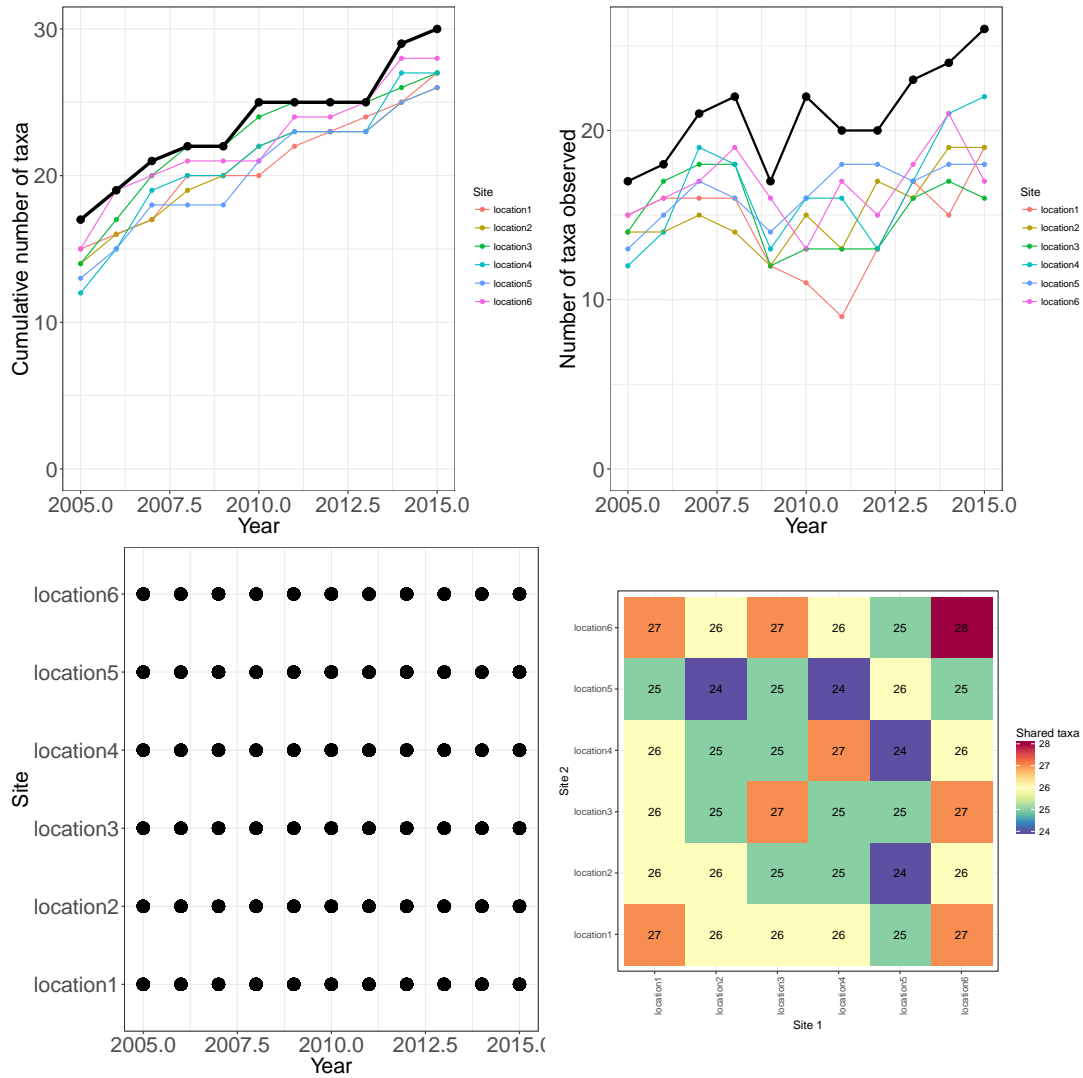 Cumulative number of taxa
30
20
10
0
2005.0 2007.5 2010.0 2012.5 2015.0
Year
Site
location1
location2
location3
location4
location5
location6
Number of taxa observed
20
10
0
2005.0 2007.5 2010.0 2012.5 2015.0
Year
Site
location1
location2
location3
location4
location5
location6
Site
location6
location5
location4
location3
location2
location1
2005.0 2007.5 2010.0 2012.5 2015.(
Year
Site 2
location6 27 26 27 26 25 28
location5 25 24 25 24 26 25
location4 26 25 25 27 24 26
location3 26 25 27 25 25 27
location2 26 26 25 25 24 26
location1 27 26 26 26 25 27
location1 location2 location3 location4 location5 location6
Site 1
Shared taxa
28
27
26
25
24